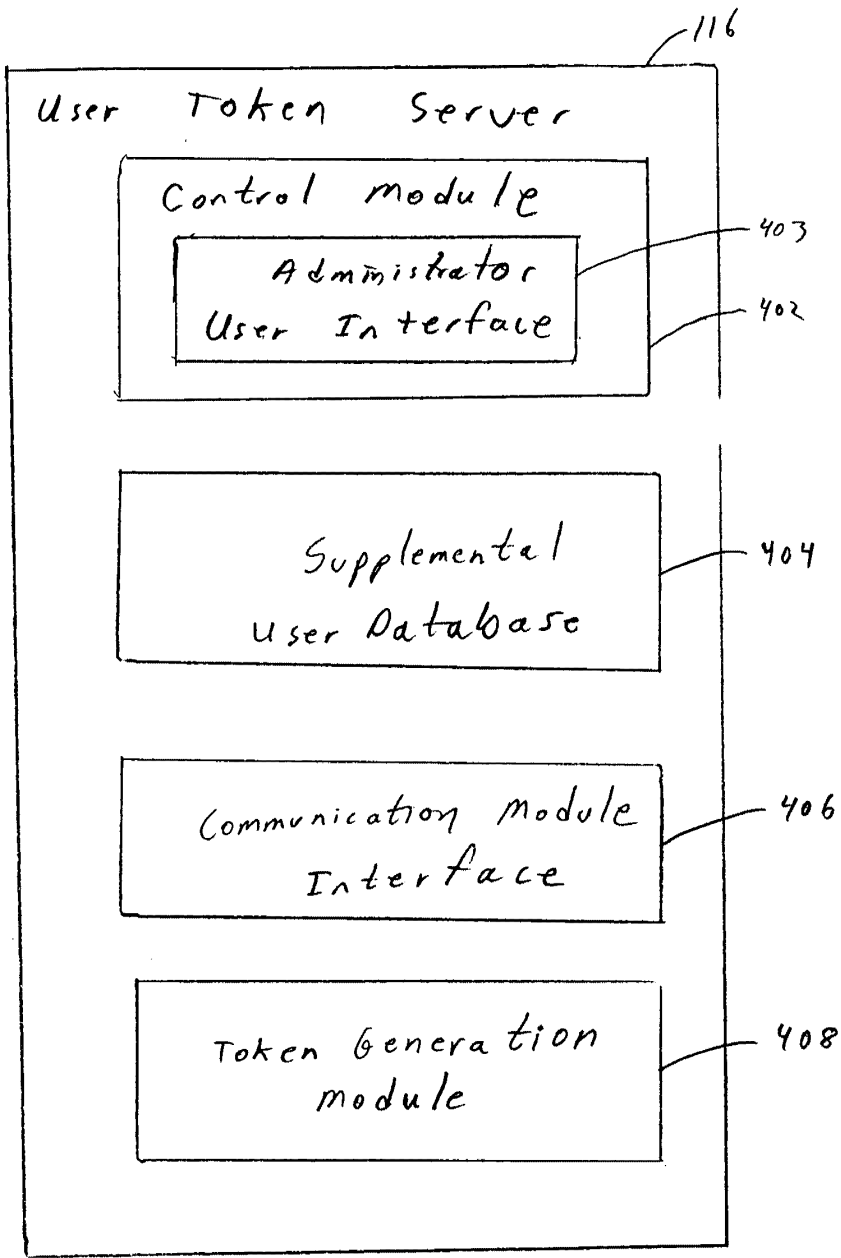 116
User Token Server
Control Module
Administrator
User Interface
403
402
Supplemental
User Database
404
Communication Module
Interface
406
Token Generation
Module
408